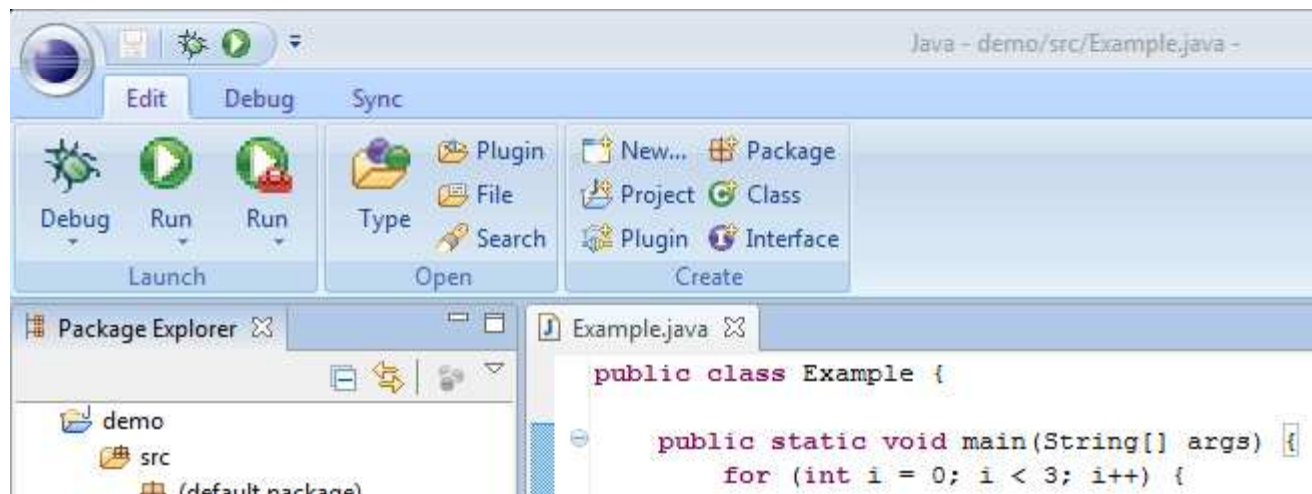 Java - demo/src/Example.java -
Edit Debug Sync
Debug Run Run
Launch
Type Plugin
File
Search
Open
New... Package
Project Class
Plugin Interface
Create
Package Explorer
demo
src
(default package)
Example.java
public class Example {
public static void main(String[] args) {
for (int i = 0; i < 3; i++) {